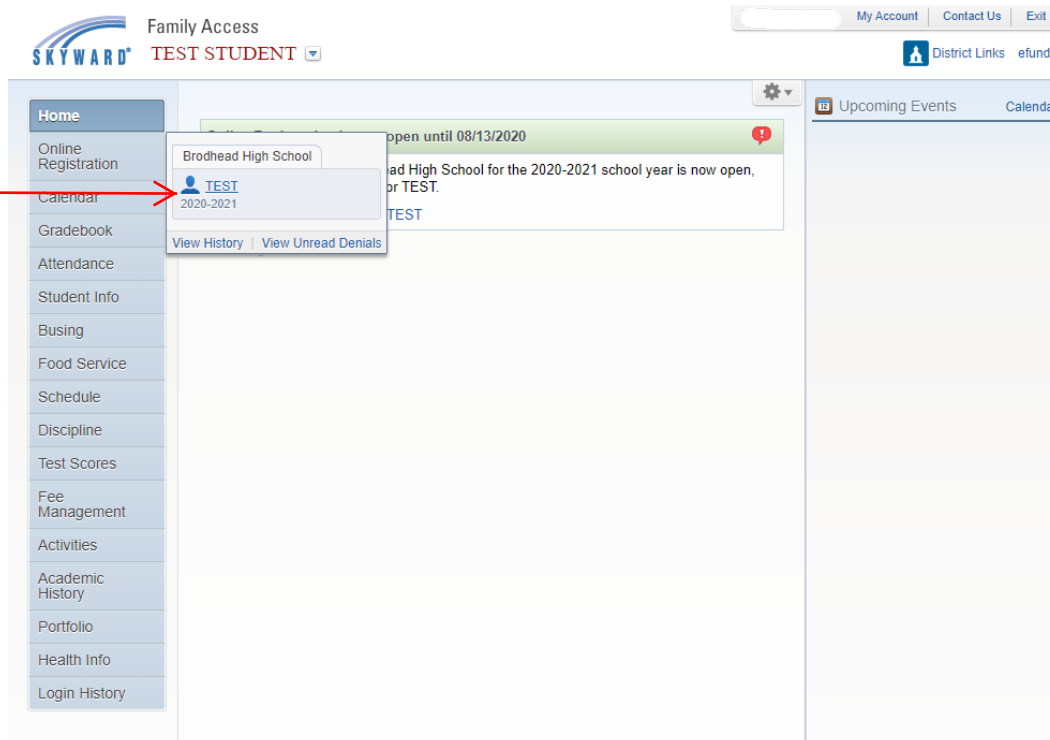 Family Access
SKYWARD®
TEST STUDENT
My Account
Contact Us
Exit
District Links
efund
Home
Online
Registration
Calendar
Gradebook
Attendance
Student Info
Busing
Food Service
Schedule
Discipline
Test Scores
Fee
Management
Activities
Academic
History
Portfolio
Health Info
Login History
open until 08/13/2020
ad High School for the 2020-2021 school year is now open,
or TEST.
TEST
Brodhead High School
TEST
2020-2021
View History | View Unread Denials
12
Upcoming Events
Calenda